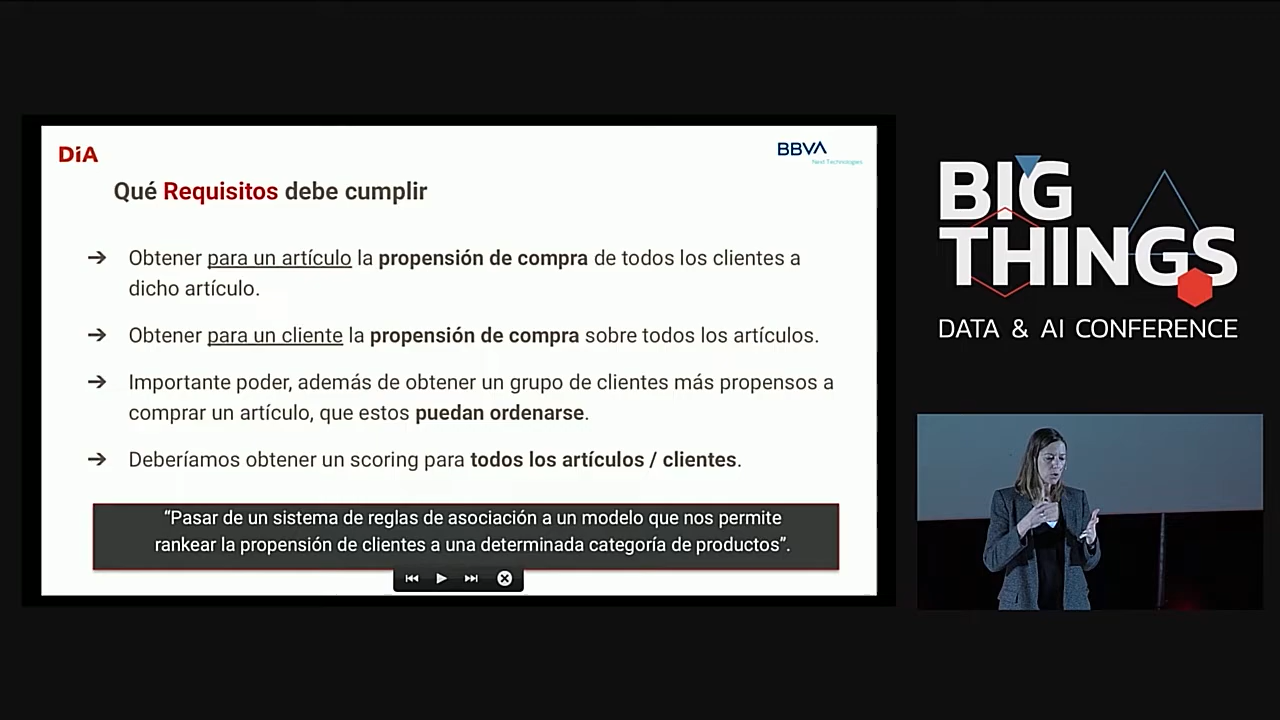 DiA
BBVA
Next Technologies
Qué Requisitos debe cumplir
➔ Obtener para un artículo la propensión de compra de todos los clientes a
dicho artículo.
➔ Obtener para un cliente la propensión de compra sobre todos los artículos.
➔ Importante poder, además de obtener un grupo de clientes más propensos a
comprar un artículo, que estos puedan ordenarse.
➔ Deberíamos obtener un scoring para todos los artículos / clientes.
“Pasar de un sistema de reglas de asociación a un modelo que nos permite
rankear la propensión de clientes a una determinada categoría de productos”.
BIG
THINGS
DATA & AI CONFERENCE